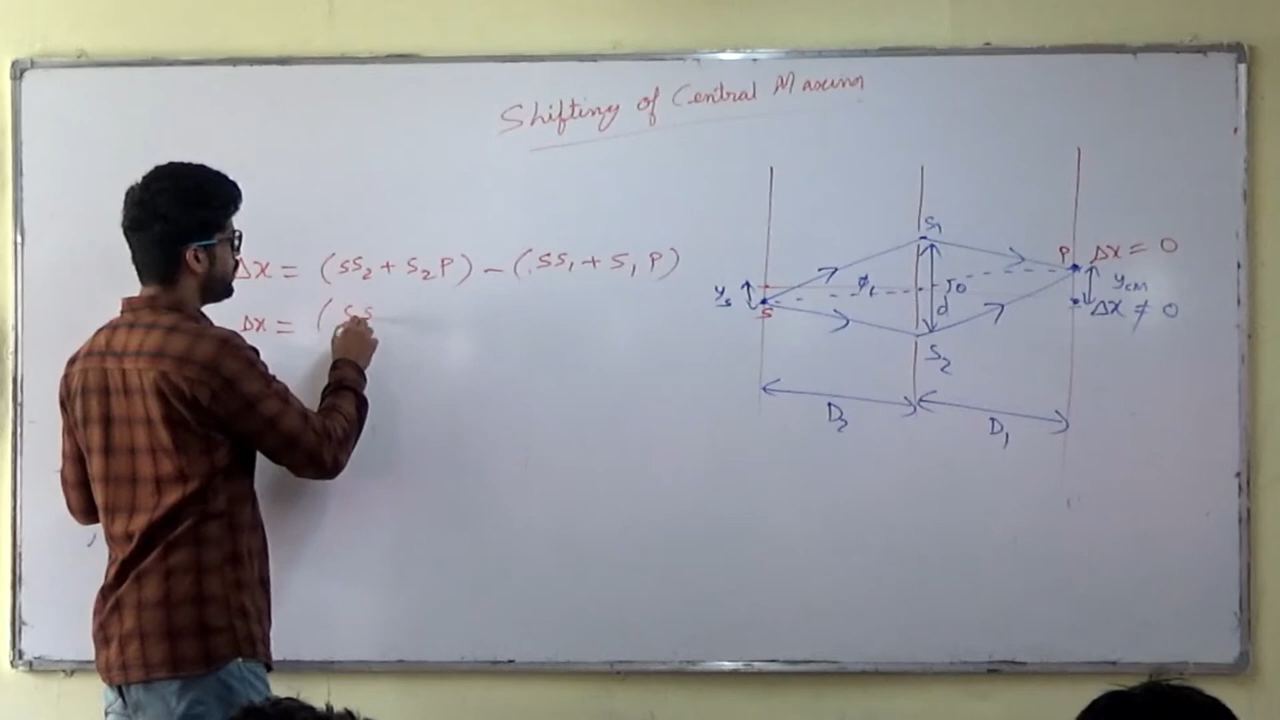 Shifting of Central Maxima
Δx = (SS₂ + S₂P) - (SS₁ + S₁P)
Δx = (SS
S₁
P Δx = 0
yₛ
d
y_CM
S
Δx ≠ 0
S₂
D₂
D₁